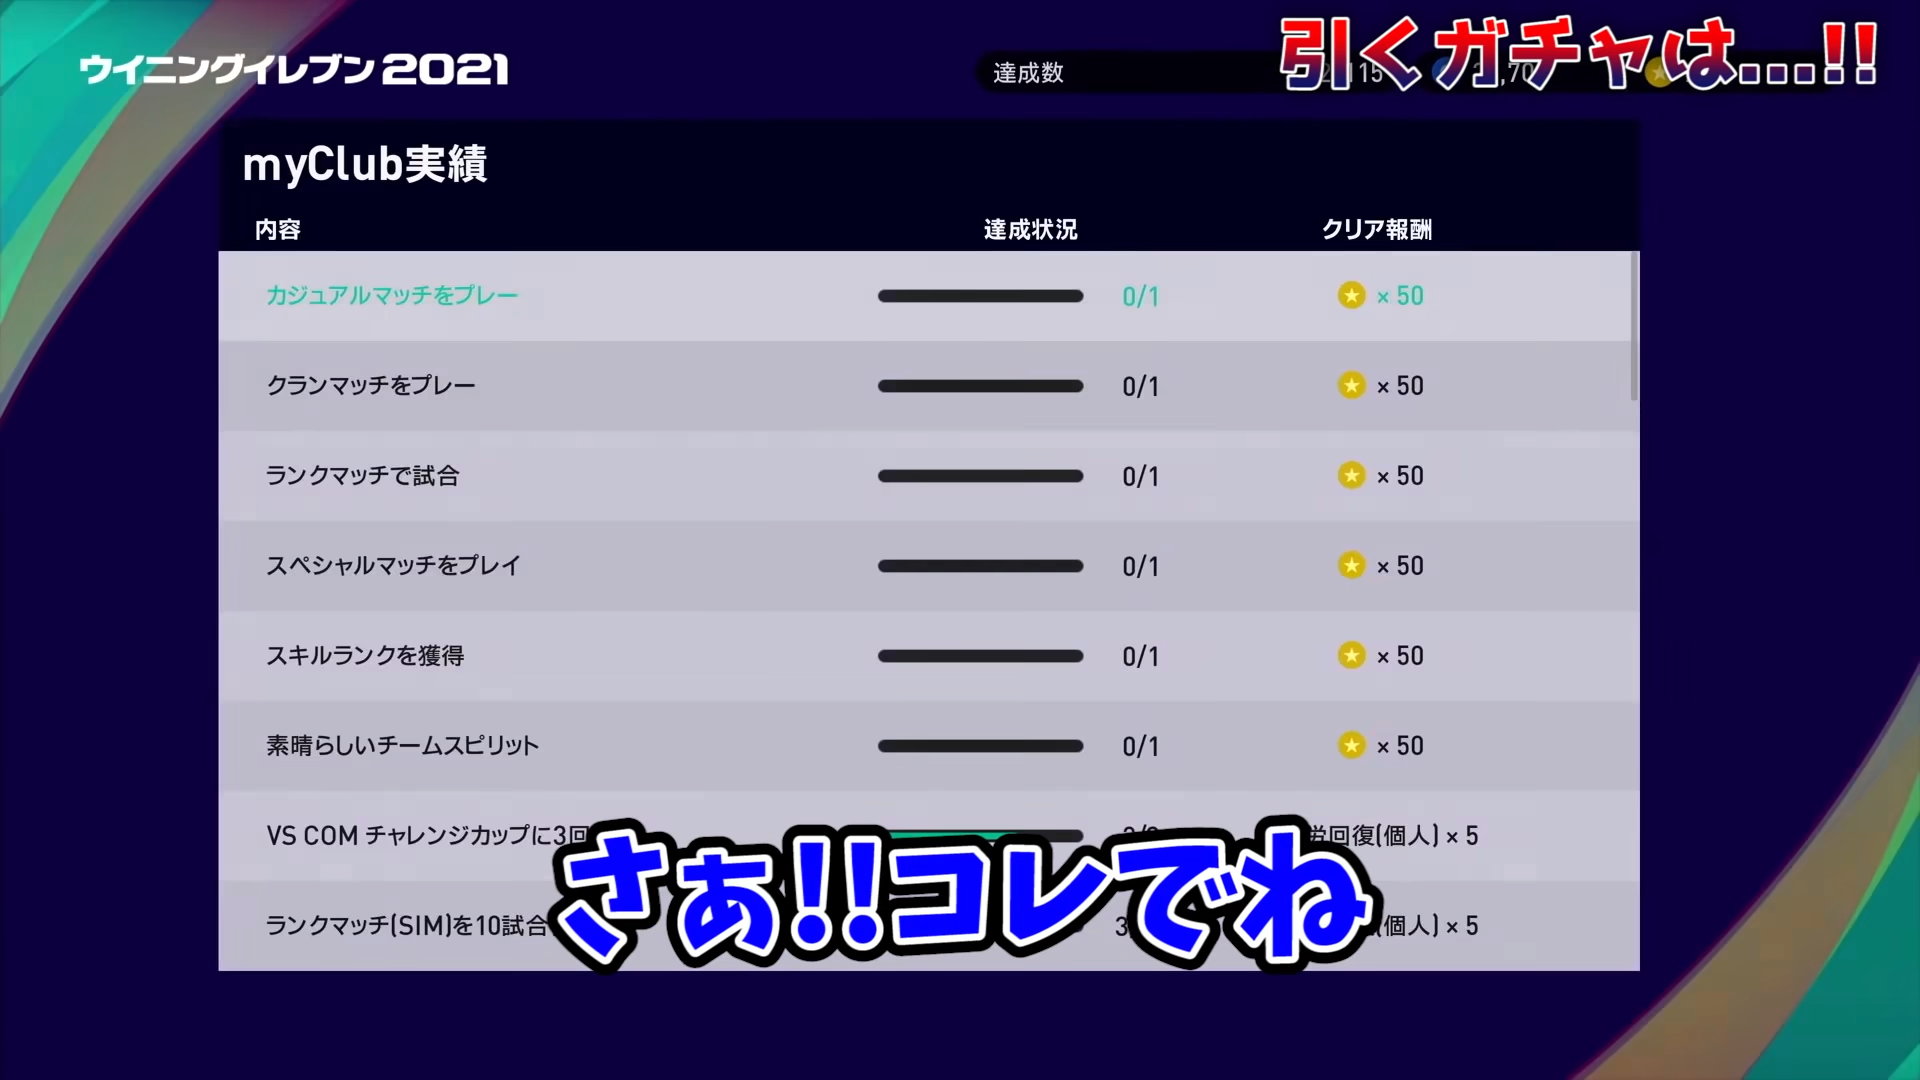 ウイニングイレブン 2021
達成数
引くガチャは...!!
myClub実績
内容 達成状況 クリア報酬
カジュアルマッチをプレー 0/1 × 50
クランマッチをプレー 0/1 × 50
ランクマッチで試合 0/1 × 50
スペシャルマッチをプレイ 0/1 × 50
スキルランクを獲得 0/1 × 50
素晴らしいチームスピリット 0/1 × 50
VS COM チャレンジカップに3回 労回復(個人) × 5
さぁ!!コレでね
ランクマッチ(SIM)を10試合 (個人) × 5